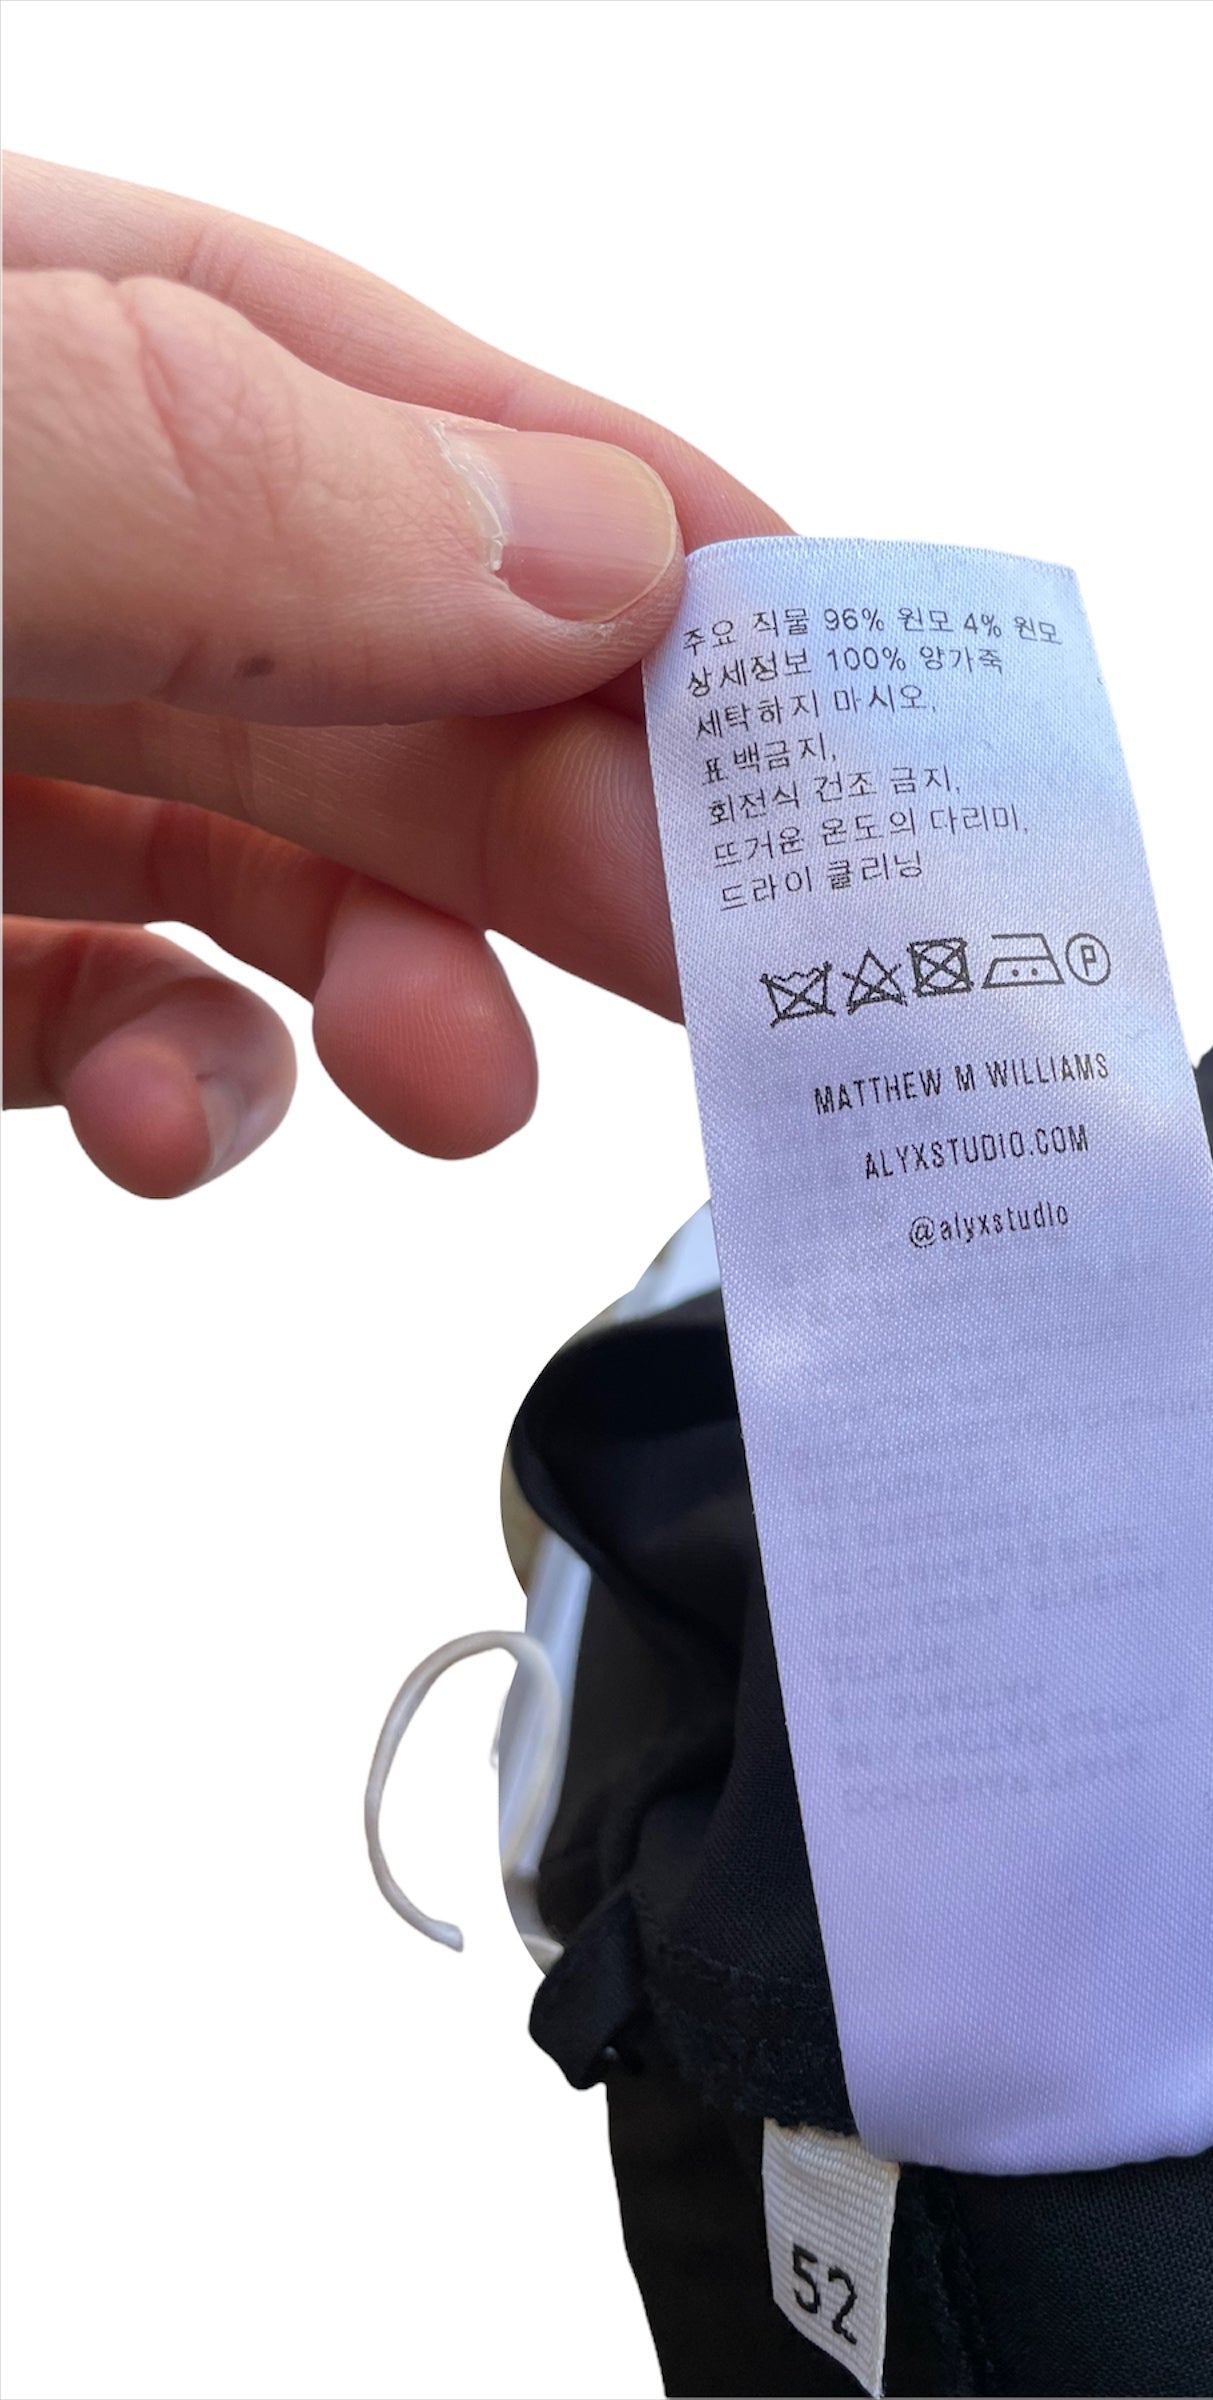 주요 직물 96% 원모 4% 원모
상세정보 100% 양가죽
세탁하지 마시오,
표백금지,
회전식 건조 금지,
뜨거운 온도의 다리미,
드라이 클리닝
P
MATTHEW M WILLIAMS
ALYXSTUDIO.COM
@alyxstudio
52